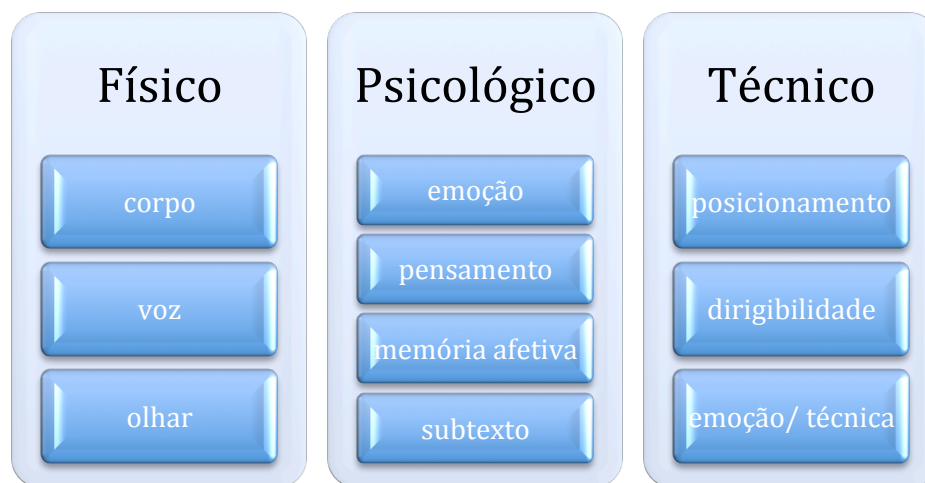 Físico
corpo
voz
olhar
Psicológico
emoção
pensamento
memória afetiva
subtexto
Técnico
posicionamento
dirigibilidade
emoção/ técnica